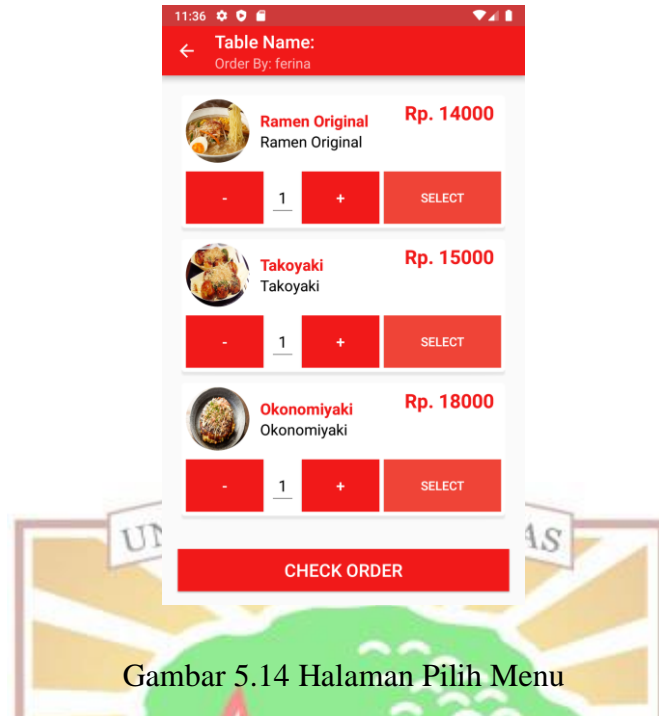 11:36
Table Name:
Order By: ferina
Ramen Original
Rp. 14000
Ramen Original
- 1 + SELECT
Takoyaki
Rp. 15000
Takoyaki
- 1 + SELECT
Okonomiyaki
Rp. 18000
Okonomiyaki
- 1 + SELECT
CHECK ORDER
Gambar 5.14 Halaman Pilih Menu